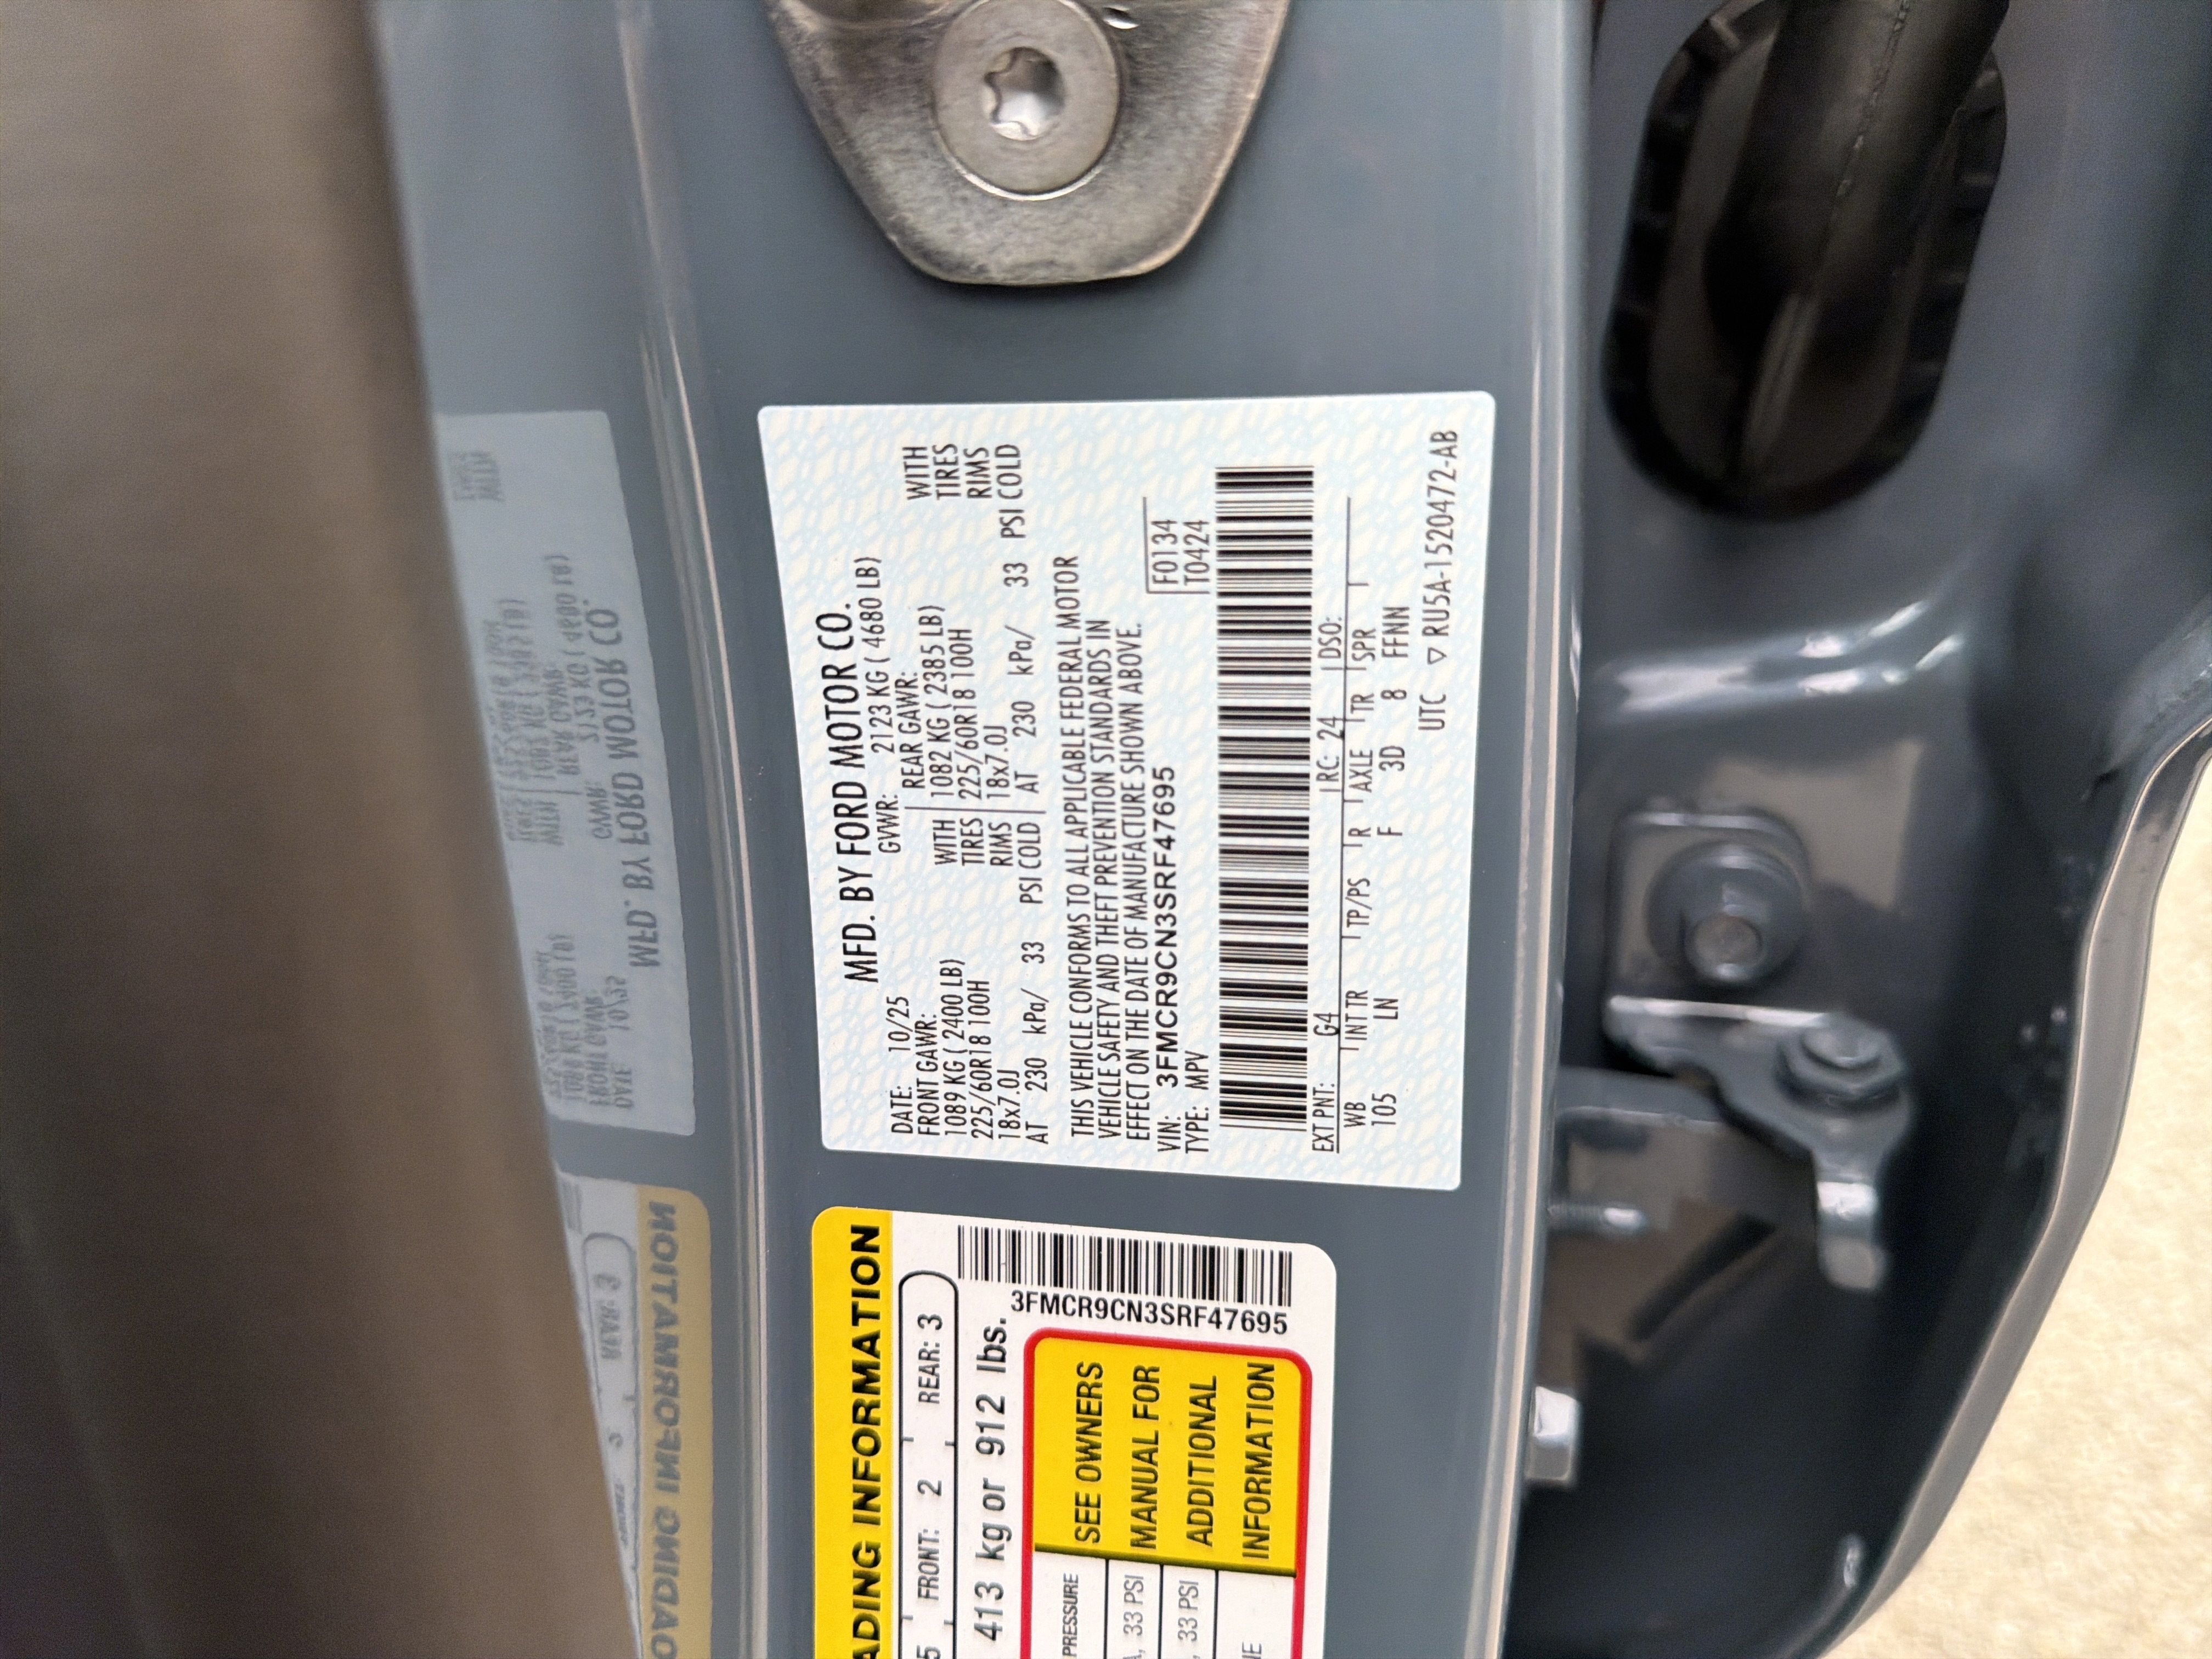 MFD. BY FORD MOTOR CO.
DATE: 10/25 GVWR: 2123 KG ( 4680 LB)
FRONT GAWR: REAR GAWR:
1089 KG ( 2400 LB) WITH 1082 KG ( 2385 LB) WITH
225/60R18 100H TIRES 225/60R18 100H TIRES
18x7.0J RIMS 18x7.0J RIMS
AT 230 kPa/ 33 PSI COLD AT 230 kPa/ 33 PSI COLD
THIS VEHICLE CONFORMS TO ALL APPLICABLE FEDERAL MOTOR
VEHICLE SAFETY AND THEFT PREVENTION STANDARDS IN
EFFECT ON THE DATE OF MANUFACTURE SHOWN ABOVE.
VIN: 3FMCR9CN3SRF47695 F0134
TYPE: MPV T0424
EXT PNT: G4 RC: 24 DSO:
WB INT TR TP/PS R AXLE TR SPR
105 LN F 3D 8 FFNN
UTC ▽ RU5A-1520472-AB
ADING INFORMATION
5 FRONT: 2 REAR: 3
413 kg or 912 lbs.
3FMCR9CN3SRF47695
PRESSURE SEE OWNERS
, 33 PSI MANUAL FOR
, 33 PSI ADDITIONAL
INFORMATION